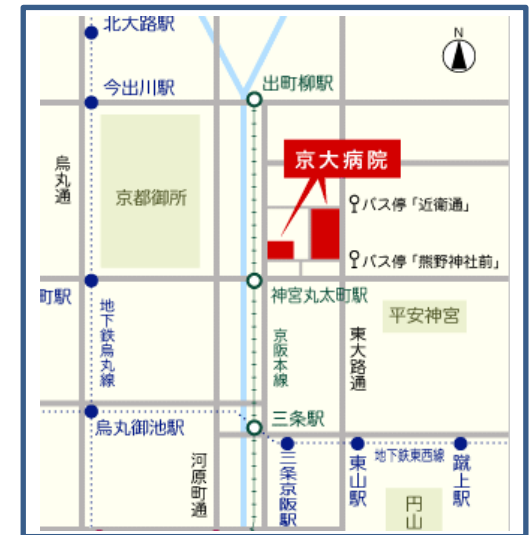 北大路駅
N
今出川駅
出町柳駅
京大病院
烏丸通
京都御所
バス停「近衛通」
バス停「熊野神社前」
町駅
神宮丸太町駅
地下鉄烏丸線
京阪本線
東大路通
平安神宮
烏丸御池駅
三条駅
河原町通
三条京阪駅
東山駅
地下鉄東西線
蹴上駅
円山